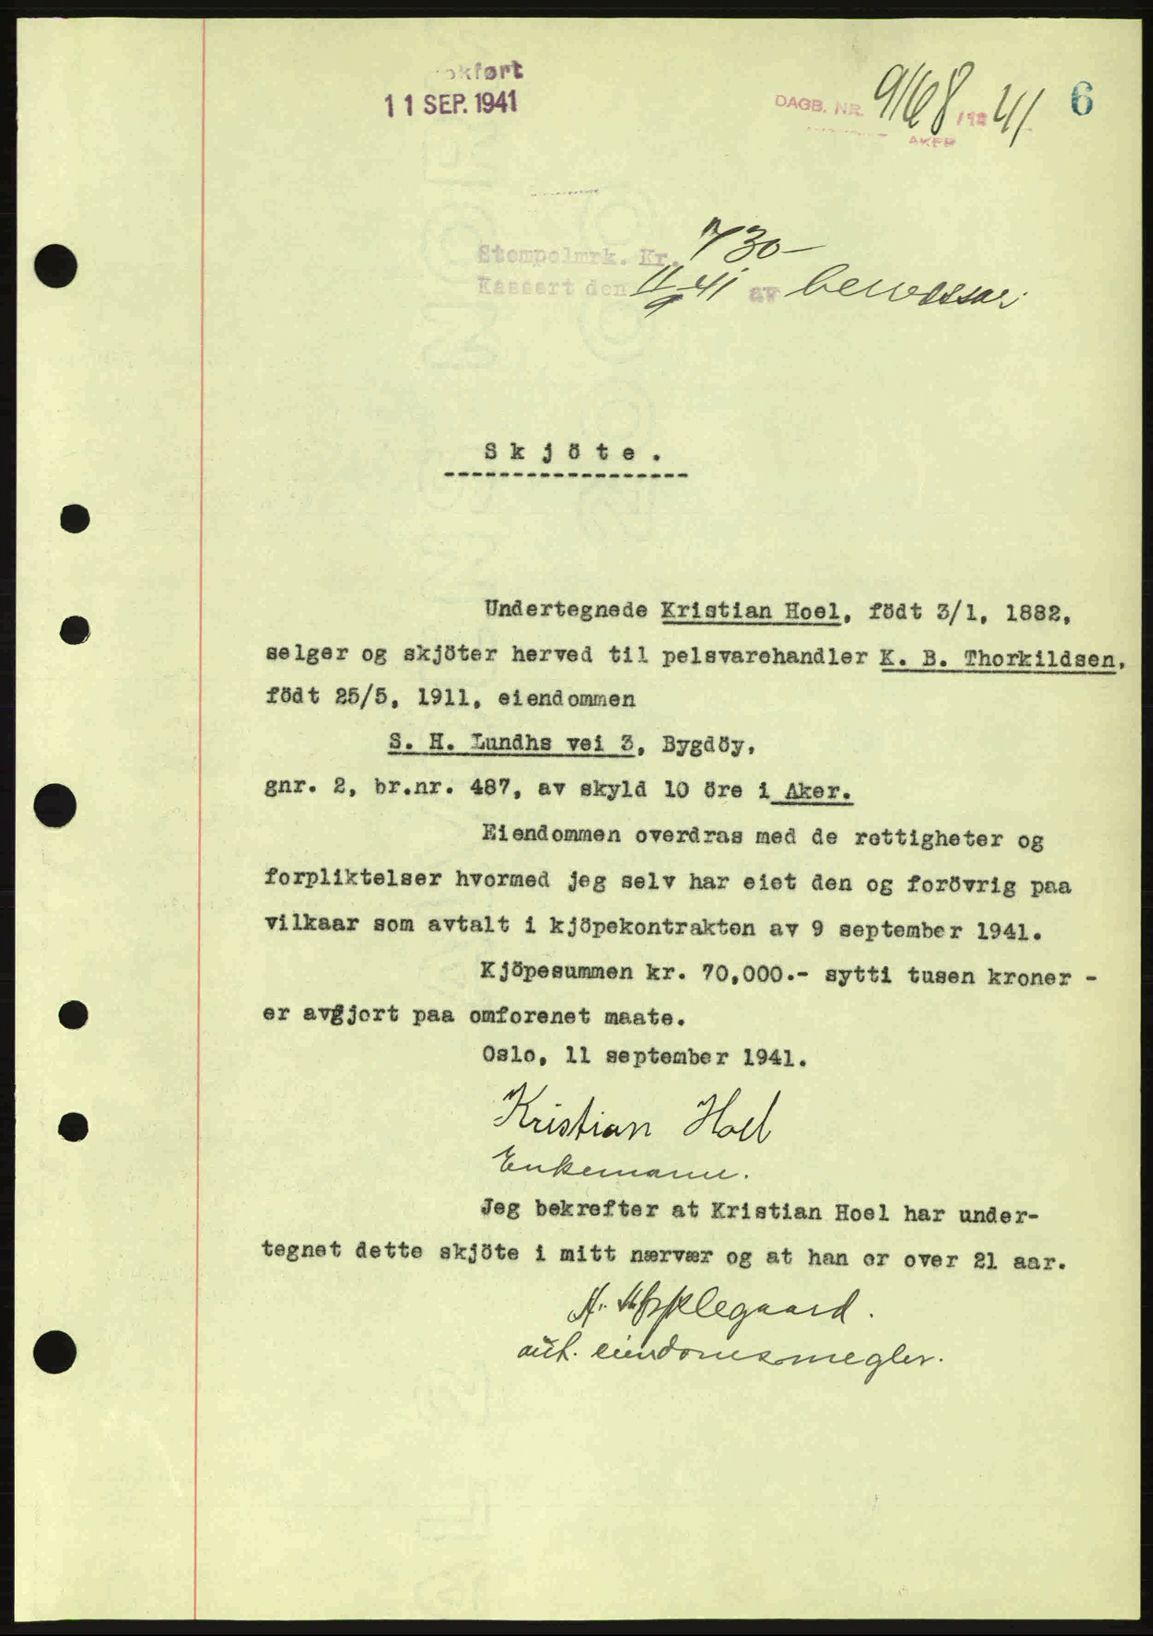 okført
11 SEP. 1941
DAGB. NR. 9168 / 19 41 6
AKER
Stempelmrk. Kr. 730-
Kassert den 11/9-41 av
Skjöte.
Undertegnede Kristian Hoel, födt 3/1, 1882,
selger og skjöter herved til pelsvarehandler K. B. Thorkildsen,
födt 25/5, 1911, eiendommen
S. H. Lundhs vei 3, Bygdöy,
gnr. 2, br.nr. 487, av skyld 10 öre i Aker.
Eiendommen overdras med de rettigheter og
forpliktelser hvormed jeg selv har eiet den og forövrig paa
vilkaar som avtalt i kjöpekontrakten av 9 september 1941.
Kjöpesummen kr. 70,000.- sytti tusen kroner -
er avgjort paa omforenet maate.
Oslo, 11 september 1941.
Kristian Hoel
Enkemann.
Jeg bekrefter at Kristian Hoel har under-
tegnet dette skjöte i mitt nærvær og at han er over 21 aar.
aut. eiendomsmegler.